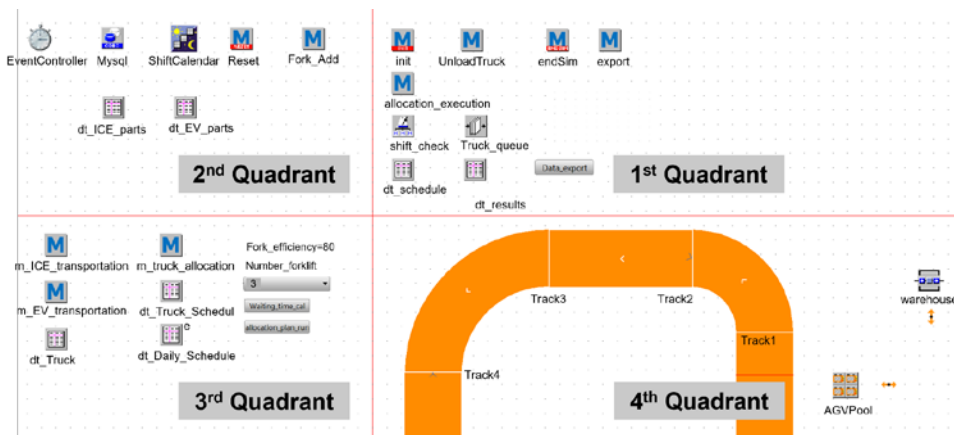 EventController Mysql ShiftCalendar Reset Fork_Add
dt_ICE_parts dt_EV_parts
2nd Quadrant
init UnloadTruck endSim export
allocation_execution
shift_check Truck_queue
dt_schedule Data_export
dt_results
1st Quadrant
m_ICE_transportation m_truck_allocation
Fork_efficiency=80
Number_forklift
3
m_EV_transportation dt_Truck_Schedul
e
Waiting_time_cal
allocation_plan_run
dt_Truck dt_Daily_Schedule
3rd Quadrant
Track3 Track2
Track1
Track4
warehouse
AGVPool
4th Quadrant